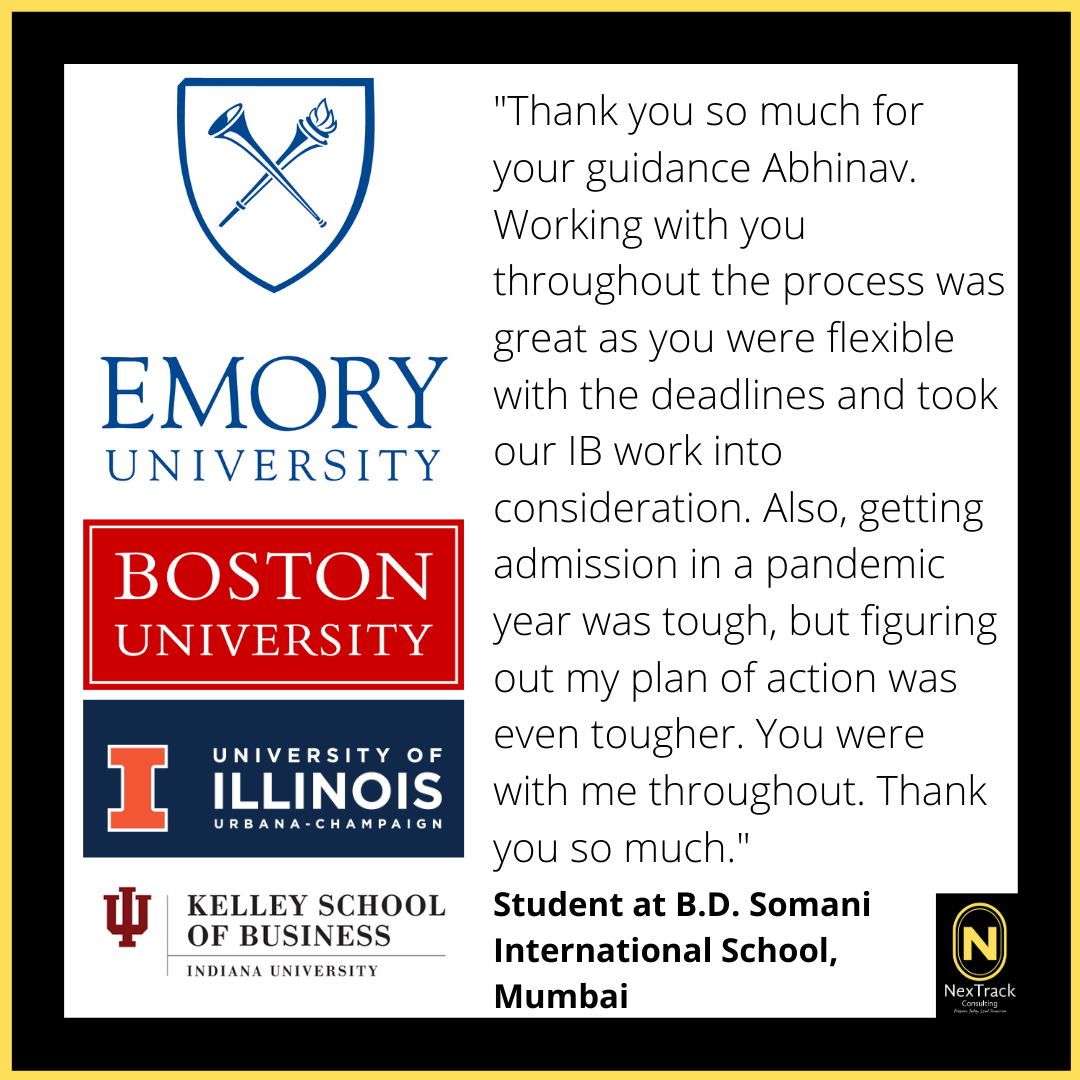 EMORY
UNIVERSITY
BOSTON
UNIVERSITY
UNIVERSITY OF
ILLINOIS
URBANA-CHAMPAIGN
KELLEY SCHOOL
OF BUSINESS
INDIANA UNIVERSITY
"Thank you so much for
your guidance Abhinav.
Working with you
throughout the process was
great as you were flexible
with the deadlines and took
our IB work into
consideration. Also, getting
admission in a pandemic
year was tough, but figuring
out my plan of action was
even tougher. You were
with me throughout. Thank
you so much."
Student at B.D. Somani
International School,
Mumbai
N
NexTrack
Consulting